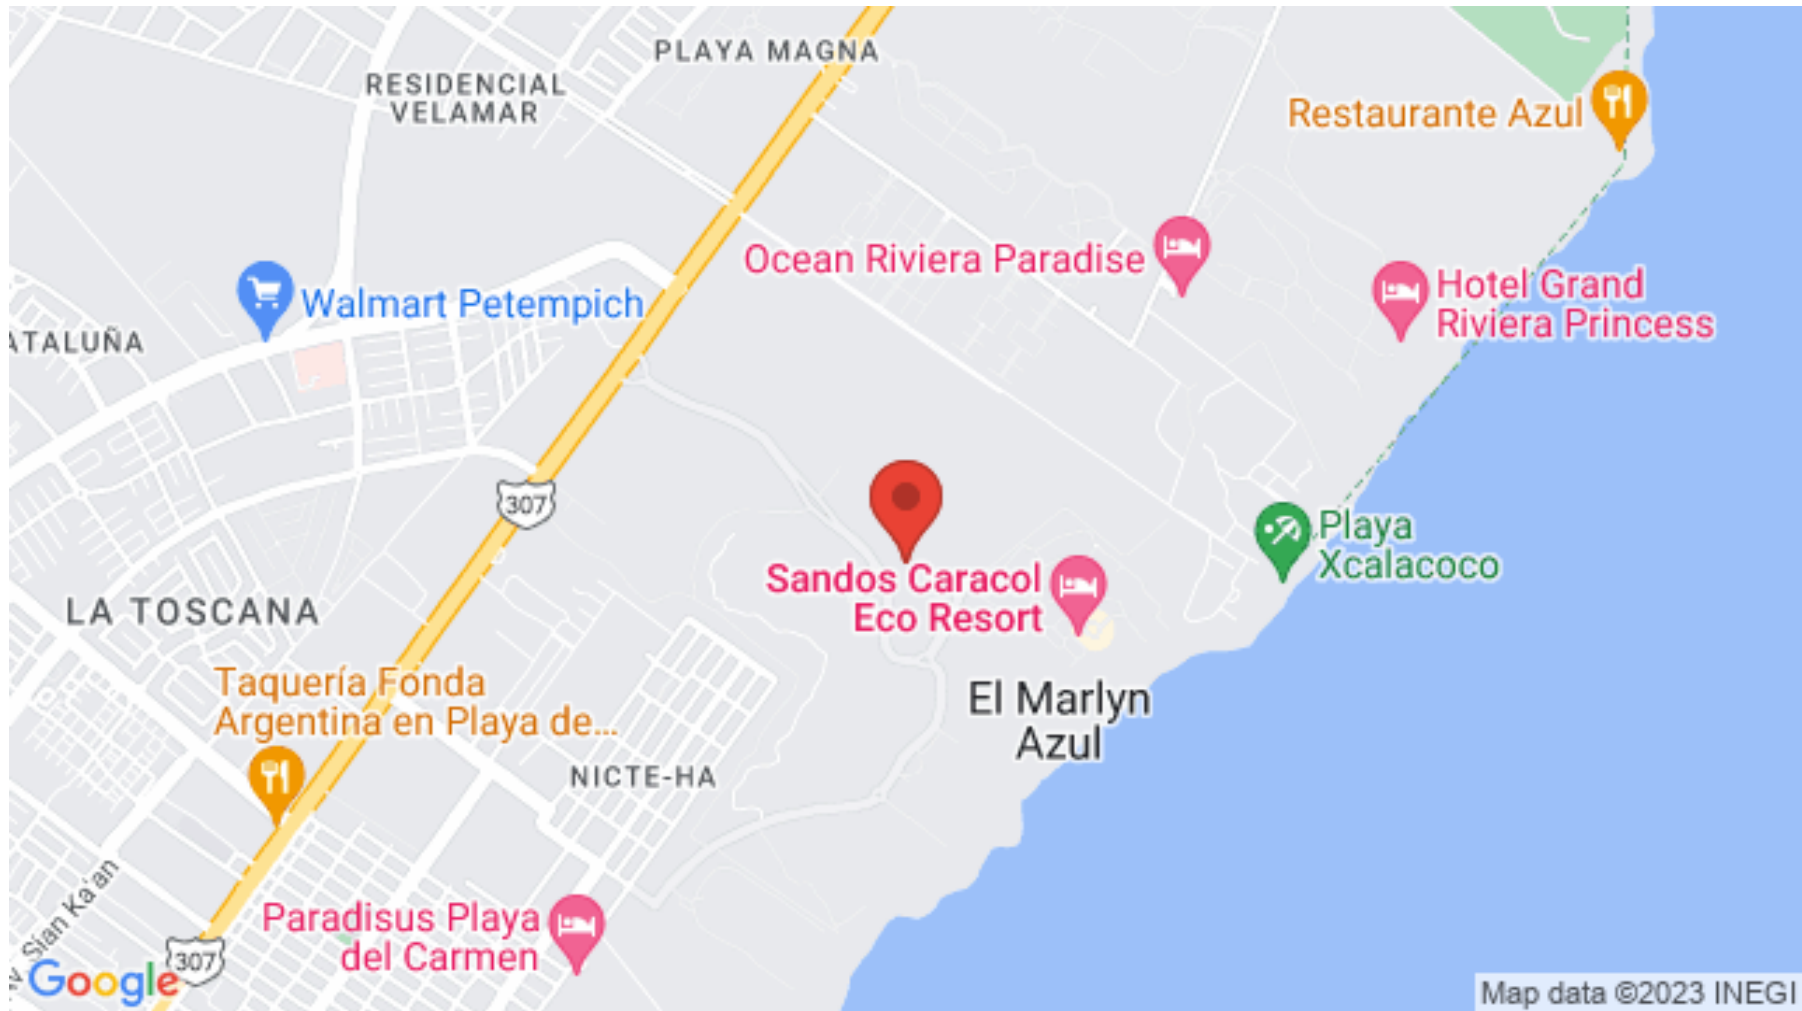 PLAYA MAGNA
RESIDENCIAL
VELAMAR
Restaurante Azul
Ocean Riviera Paradise
Hotel Grand
Riviera Princess
Walmart Petempich
ATALUÑA
307
Playa
Xcalacoco
Sandos Caracol
Eco Resort
LA TOSCANA
Taquería Fonda
Argentina en Playa de...
El Marlyn
Azul
NICTE-HA
Sian Ka'an
Paradisus Playa
del Carmen
307
Google
Map data ©2023 INEGI